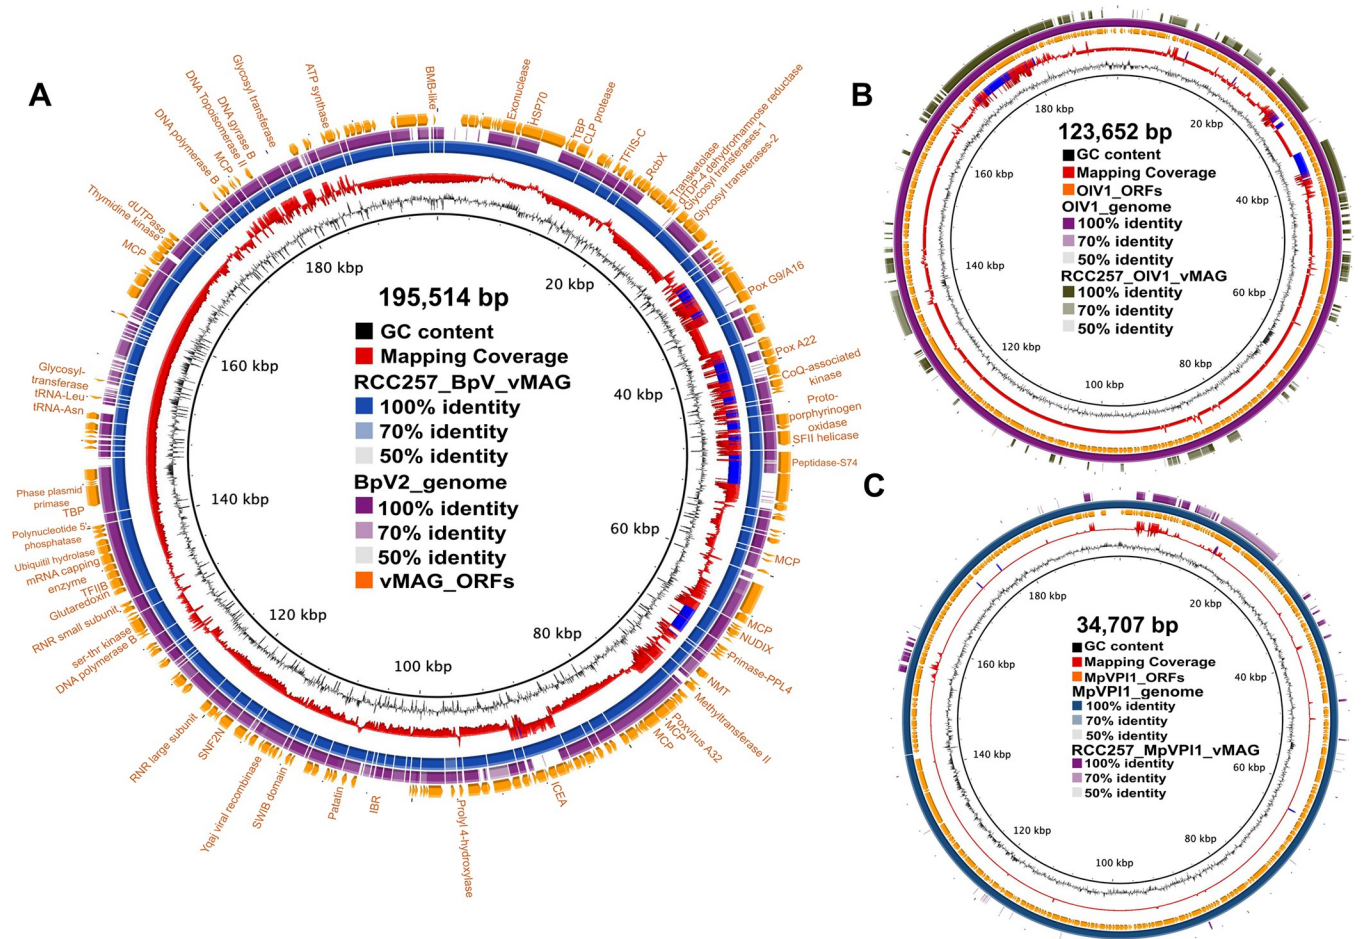 A
BMB-like
Exonuclease
HSP70
TBP
CLP protease
TFIIS-C
RcbX
Transketolase
dTDP-4 dehydrorhamnose reductase
Glycosyl transferases-1
Glycosyl transferases-2
Pox G9/A16
Pox A22
CoQ-associated
kinase
Proto-
porphyrinogen
oxidase
SFII helicase
Peptidase-S74
MCP
MCP
NUDIX
Primase-PPL4
NMT
Methyltransferase II
Poxvirus A32
MCP
MCP
ICEA
Prolyl 4-hydroxylase
IBR
Patatin
SWIB domain
Yqaj viral recombinase
SNF2N
RNR large subunit
DNA polymerase B
ser-thr kinase
RNR small subunit
Glutaredoxin
TFIIB
mRNA capping
enzyme
Ubiquitil hydrolase
Polynucleotide 5'
phosphatase
TBP
Phase plasmid
primase
tRNA-Asn
tRNA-Leu
Glycosyl-
transferase
MCP
Thymidine kinase
dUTPase
DNA polymerase B
MCP
DNA Topoisomerase II
DNA gyrase B
Glycosyl transferase
ATP synthase
20 kbp
40 kbp
60 kbp
80 kbp
100 kbp
120 kbp
140 kbp
160 kbp
180 kbp
195,514 bp
GC content
Mapping Coverage
RCC257_BpV_vMAG
100% identity
70% identity
50% identity
BpV2_genome
100% identity
70% identity
50% identity
vMAG_ORFs
B
20 kbp
40 kbp
60 kbp
80 kbp
100 kbp
120 kbp
140 kbp
160 kbp
180 kbp
123,652 bp
GC content
Mapping Coverage
OIV1_ORFs
OIV1_genome
100% identity
70% identity
50% identity
RCC257_OIV1_vMAG
100% identity
70% identity
50% identity
C
20 kbp
40 kbp
60 kbp
80 kbp
100 kbp
120 kbp
140 kbp
160 kbp
180 kbp
34,707 bp
GC content
Mapping Coverage
MpVPI1_ORFs
MpVPI1_genome
100% identity
70% identity
50% identity
RCC257_MpVPI1_vMAG
100% identity
70% identity
50% identity